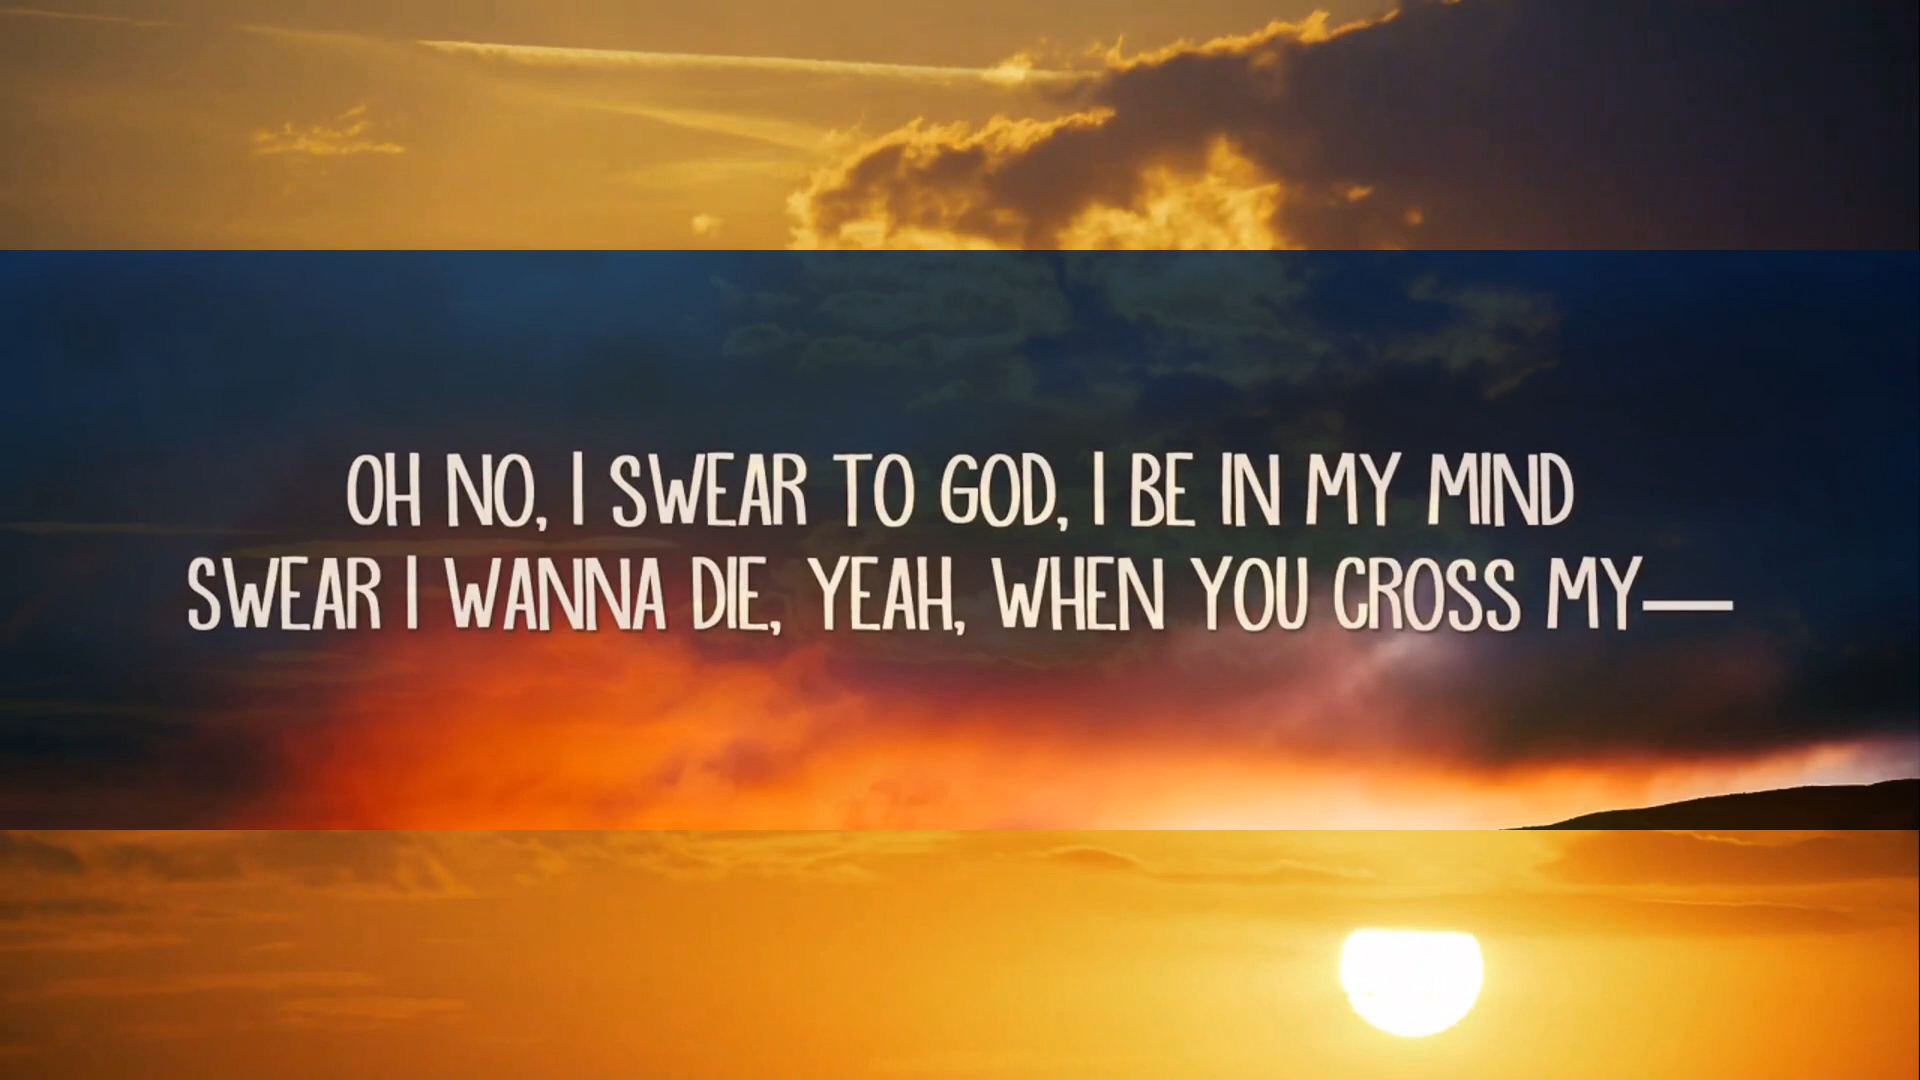 OH NO, I SWEAR TO GOD, I BE IN MY MIND
SWEAR I WANNA DIE, YEAH, WHEN YOU CROSS MY—